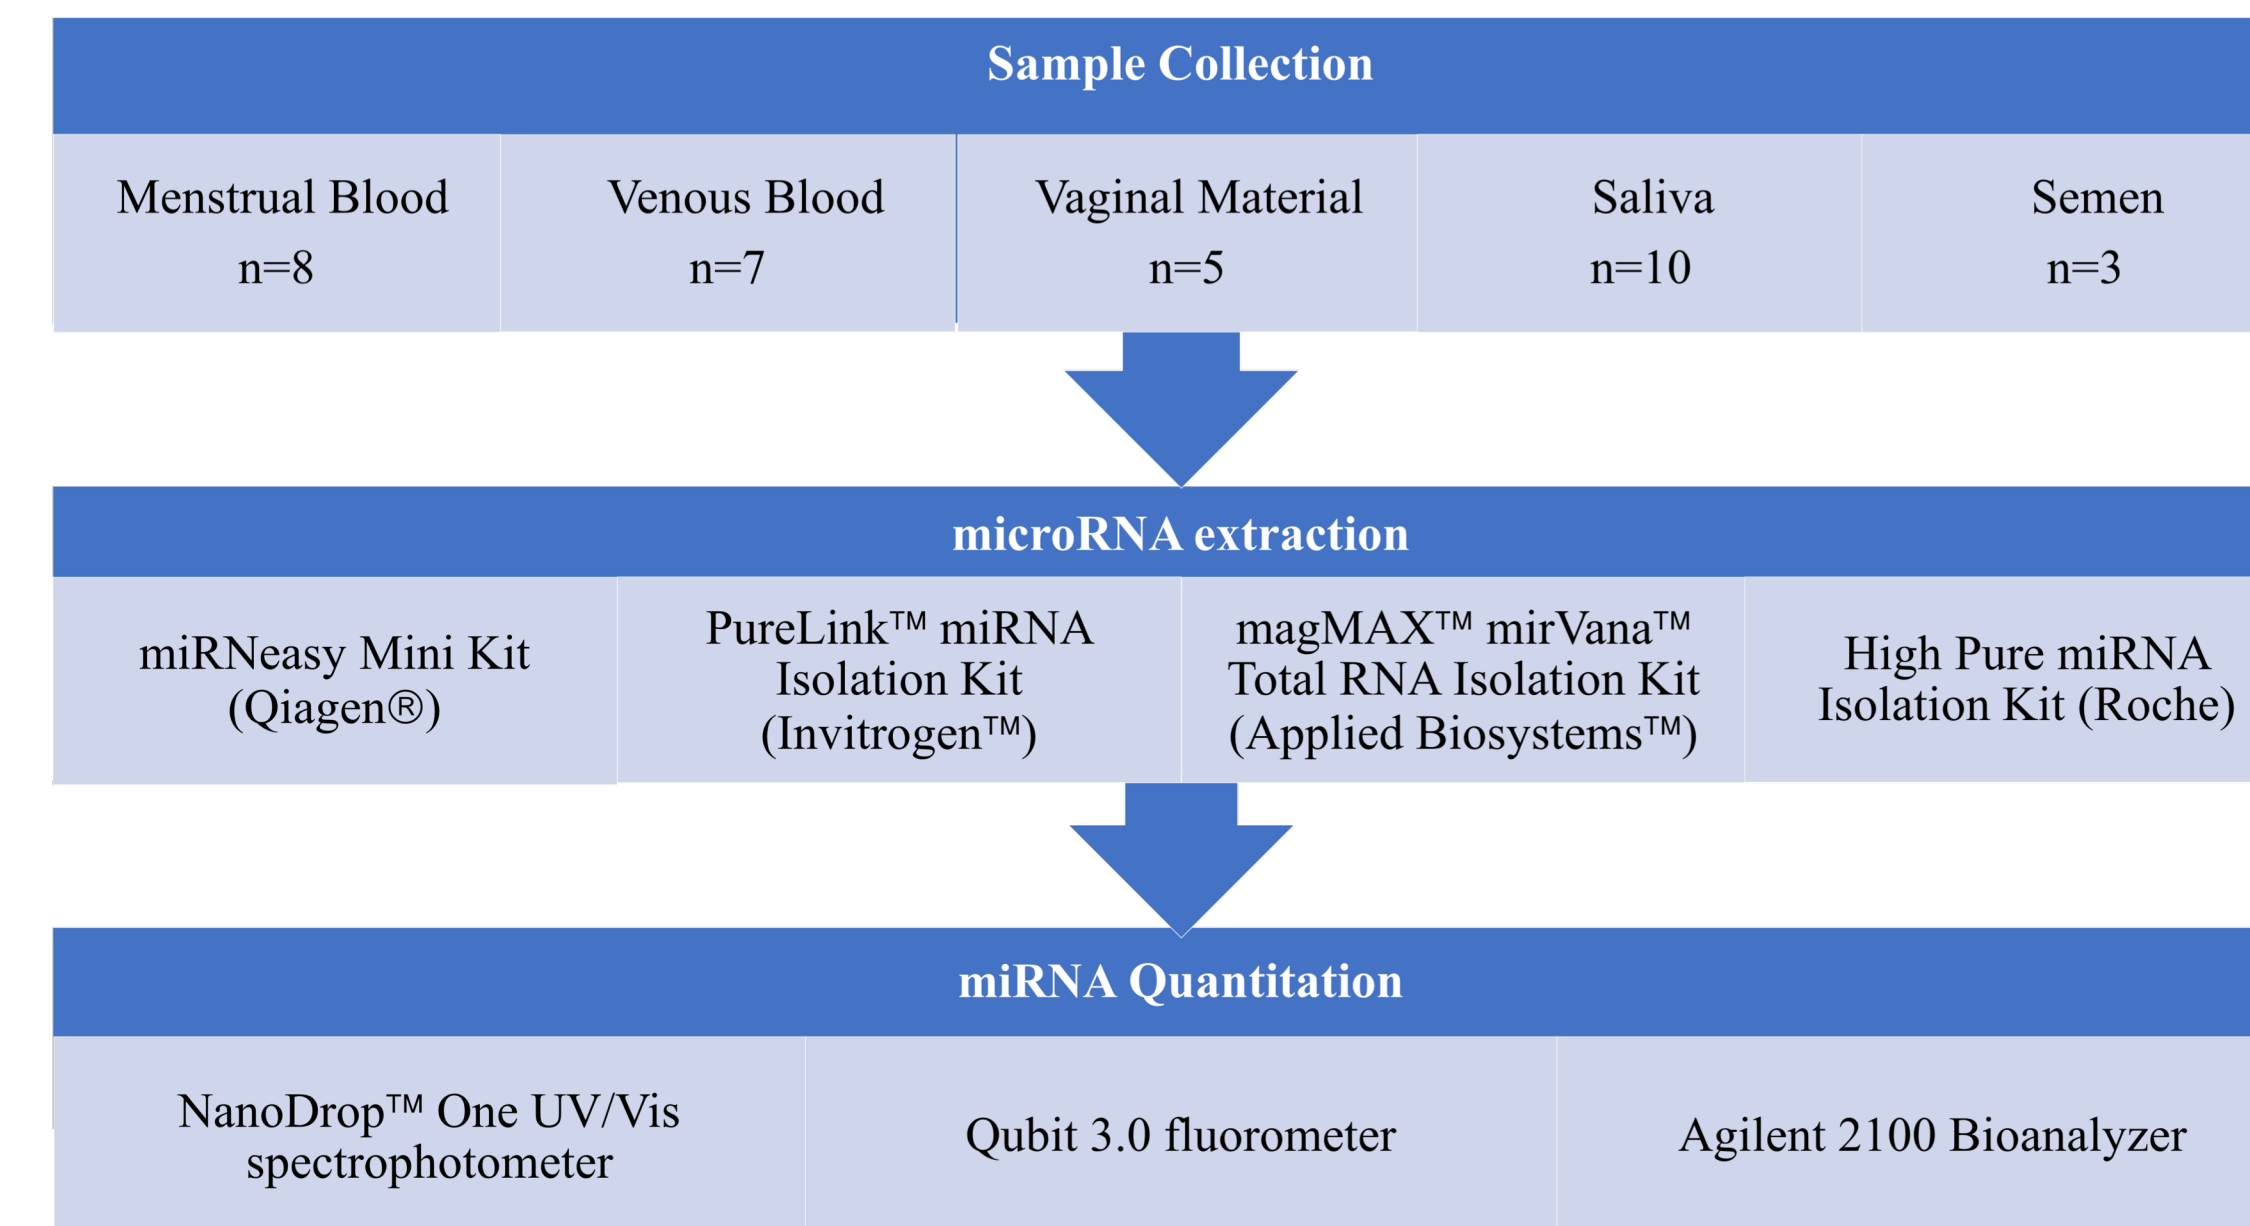 Sample Collection
Menstrual Blood
n=8
Venous Blood
n=7
Vaginal Material
n=5
Saliva
n=10
Semen
n=3
microRNA extraction
miRNeasy Mini Kit
(Qiagen®)
PureLink™ miRNA
Isolation Kit
(Invitrogen™)
magMAX™ mirVana™
Total RNA Isolation Kit
(Applied Biosystems™)
High Pure miRNA
Isolation Kit (Roche)
miRNA Quantitation
NanoDrop™ One UV/Vis
spectrophotometer
Qubit 3.0 fluorometer
Agilent 2100 Bioanalyzer